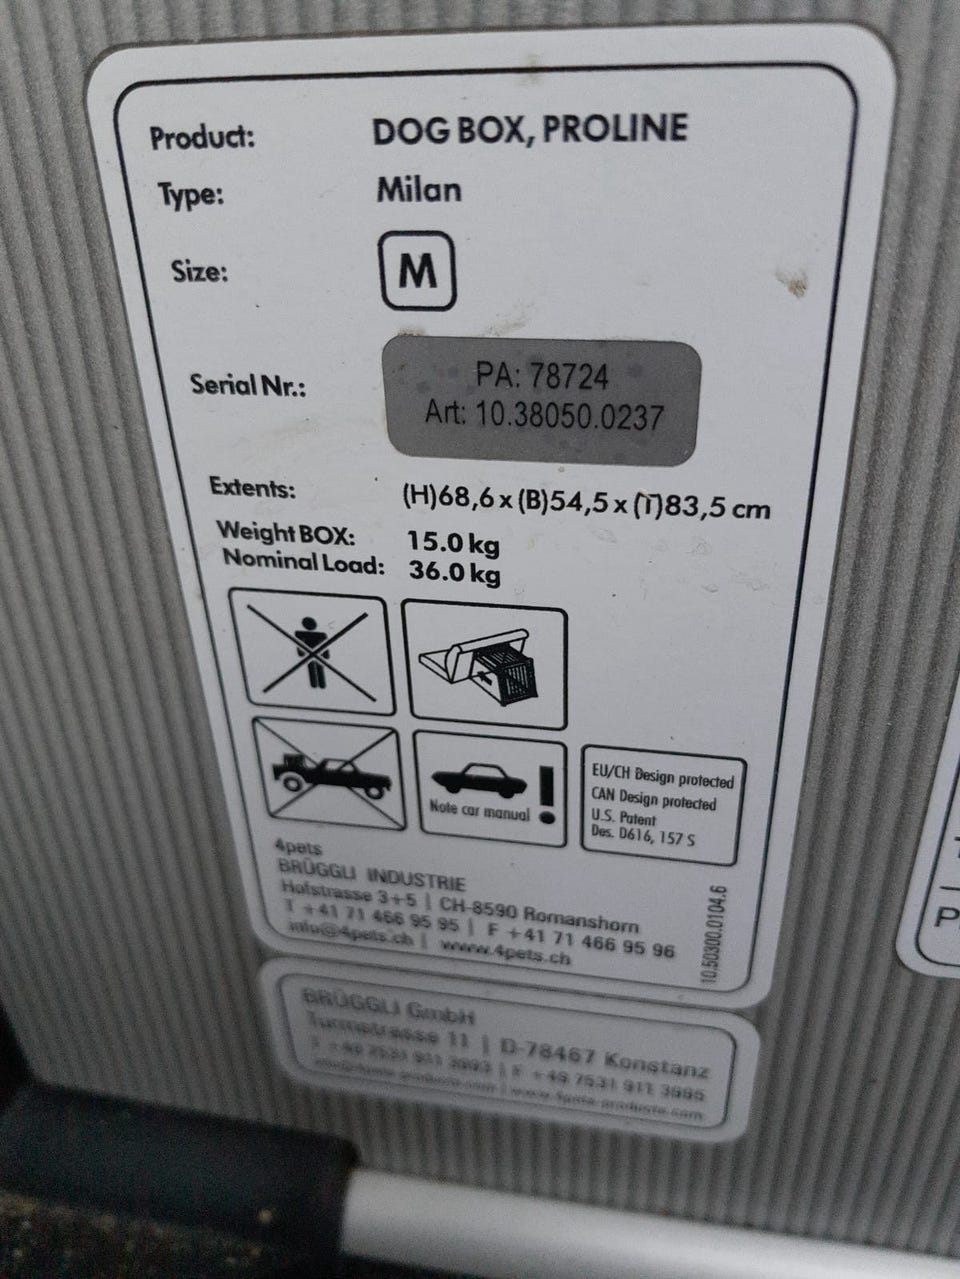 Product: DOG BOX, PROLINE
Type: Milan
Size: M
Serial Nr.: PA: 78724
Art: 10.38050.0237
Extents: (H)68,6 x (B)54,5 x (T)83,5 cm
Weight BOX: 15.0 kg
Nominal Load: 36.0 kg
Note car manual !
EU/CH Design protected
CAN Design protected
U.S. Patent
Des. D616, 157 S
4pets
BRÜGGLI INDUSTRIE
Hofstrasse 3+5 | CH-8590 Romanshorn
T +41 71 466 95 95 | F +41 71 466 95 96
info@4pets.ch | www.4pets.ch
10.50300.0104.6
BRÜGGLI GmbH
Turmstrasse 11 | D-78467 Konstanz
P